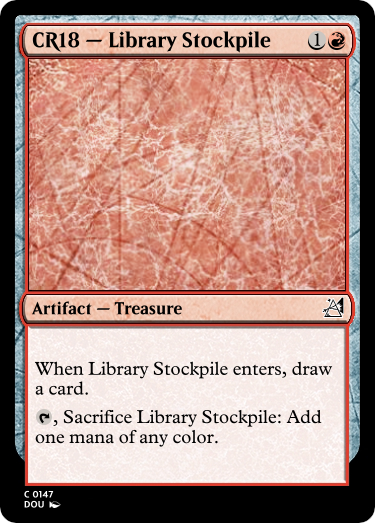 CR18 — Library Stockpile 1
Artifact — Treasure
When Library Stockpile enters, draw
a card.
, Sacrifice Library Stockpile: Add
one mana of any color.
C 0147
DOU